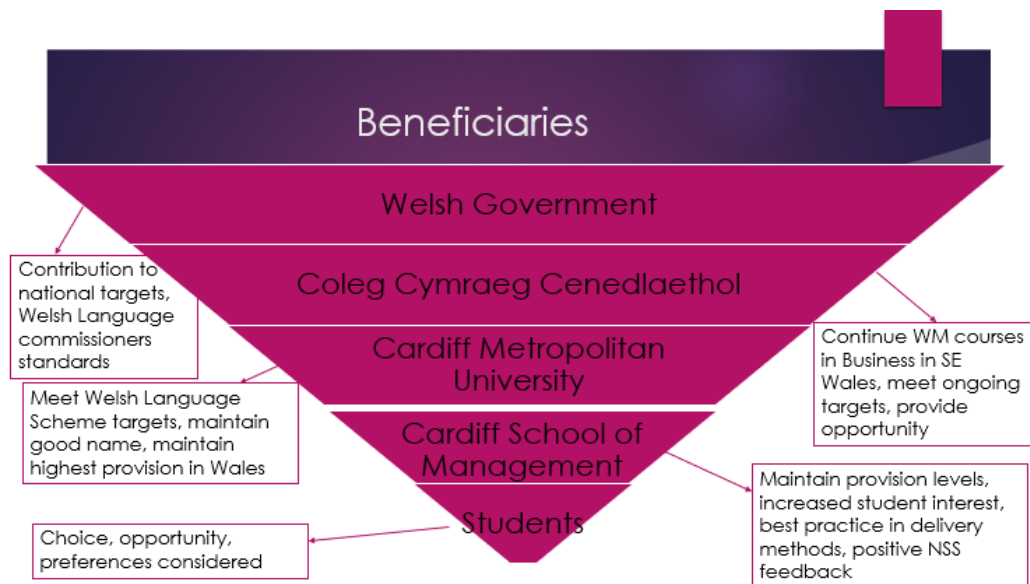 Beneficiaries
Welsh Government
Coleg Cymraeg Cenedlaethol
Cardiff Metropolitan
University
Cardiff School of
Management
Students
Contribution to
national targets,
Welsh Language
commissioners
standards
Meet Welsh Language
Scheme targets, maintain
good name, maintain
highest provision in Wales
Choice, opportunity,
preferences considered
Continue WM courses
in Business in SE
Wales, meet ongoing
targets, provide
opportunity
Maintain provision levels,
increased student interest,
best practice in delivery
methods, positive NSS
feedback